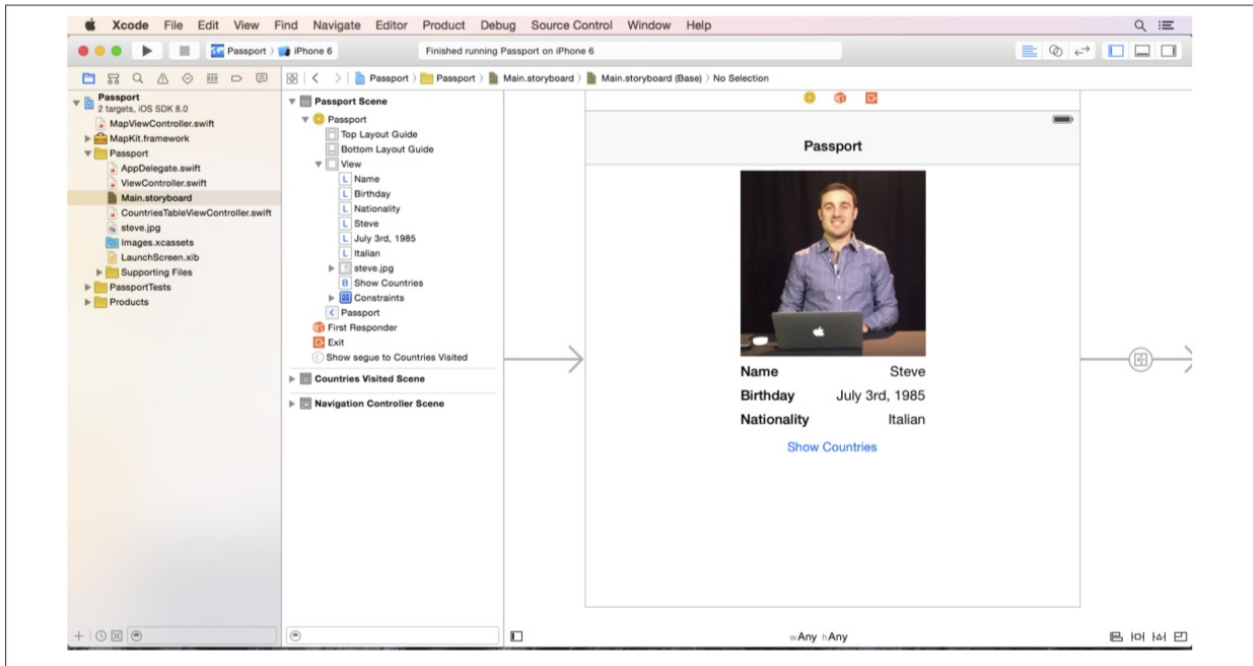 Xcode File Edit View Find Navigate Editor Product Debug Source Control Window Help
Passport iPhone 6
Finished running Passport on iPhone 6
Passport Passport Main.storyboard Main.storyboard (Base) No Selection
Passport
2 targets, iOS SDK 8.0
MapViewController.swift
MapKit.framework
Passport
AppDelegate.swift
ViewController.swift
Main.storyboard
CountriesTableViewController.swift
steve.jpg
Images.xcassets
LaunchScreen.xib
Supporting Files
PassportTests
Products
Passport Scene
Passport
Top Layout Guide
Bottom Layout Guide
View
L Name
L Birthday
L Nationality
L Steve
L July 3rd, 1985
L Italian
steve.jpg
B Show Countries
Constraints
Passport
First Responder
Exit
Show segue to Countries Visited
Countries Visited Scene
Navigation Controller Scene
Passport
Name Steve
Birthday July 3rd, 1985
Nationality Italian
Show Countries
wAny hAny